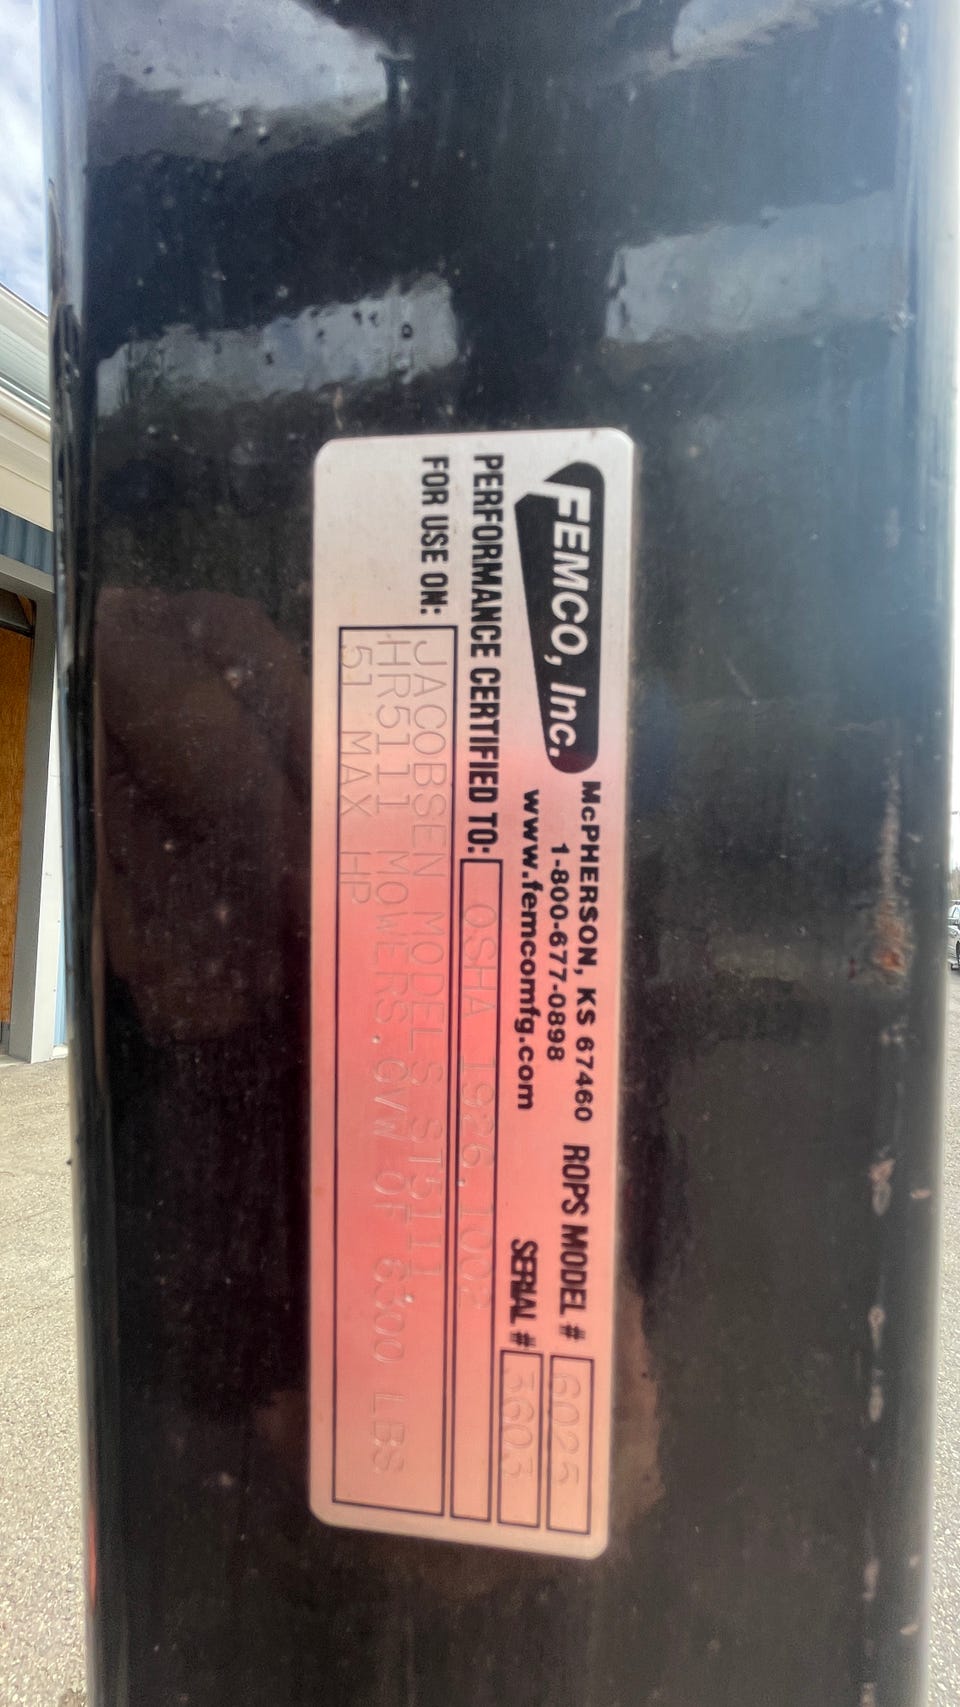 FEMCO, Inc.
McPHERSON, KS 67460
1-800-677-0898
www.femcomfg.com
ROPS MODEL #
SERIAL # 3603
PERFORMANCE CERTIFIED TO: OSHA 1926.1002
FOR USE ON: JACOBSEN MODELS ST5111,
HR5111 MOWERS.GVW OF 6300 LBS
51 MAX HP